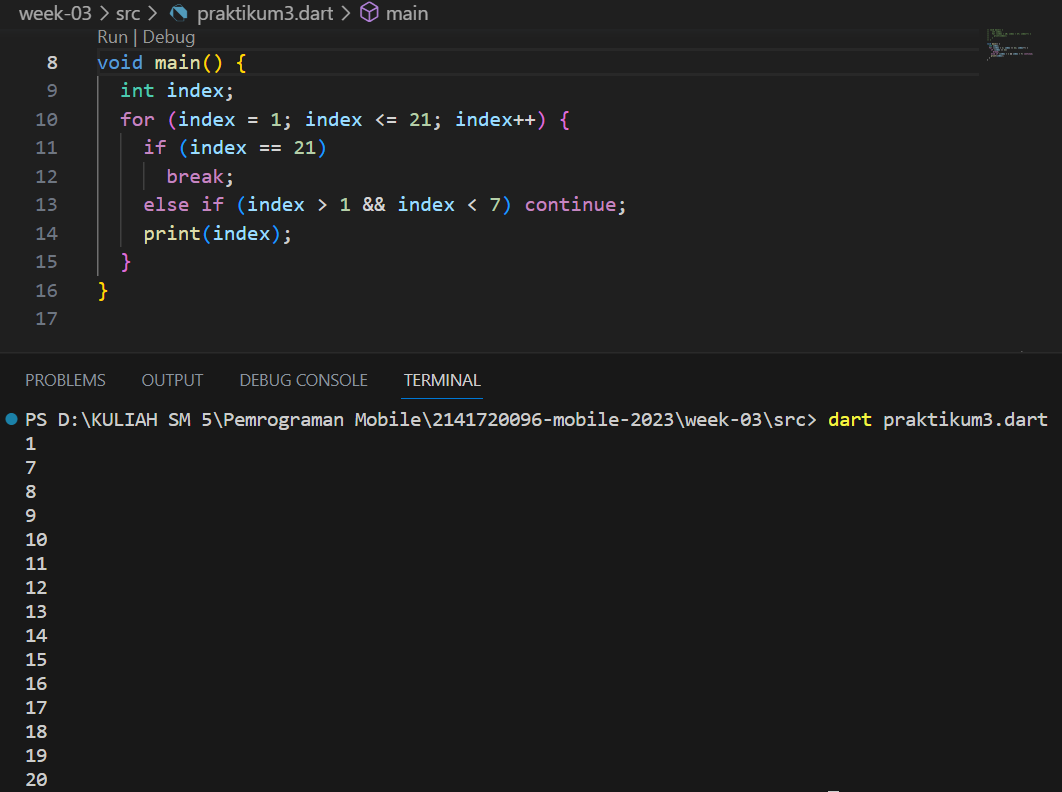 week-03 > src > praktikum3.dart > main
Run | Debug
8 void main() {
9 int index;
10 for (index = 1; index <= 21; index++) {
11 if (index == 21)
12 break;
13 else if (index > 1 && index < 7) continue;
14 print(index);
15 }
16 }
17
PROBLEMS OUTPUT DEBUG CONSOLE TERMINAL
PS D:\KULIAH SM 5\Pemrograman Mobile\2141720096-mobile-2023\week-03\src> dart praktikum3.dart
1
7
8
9
10
11
12
13
14
15
16
17
18
19
20